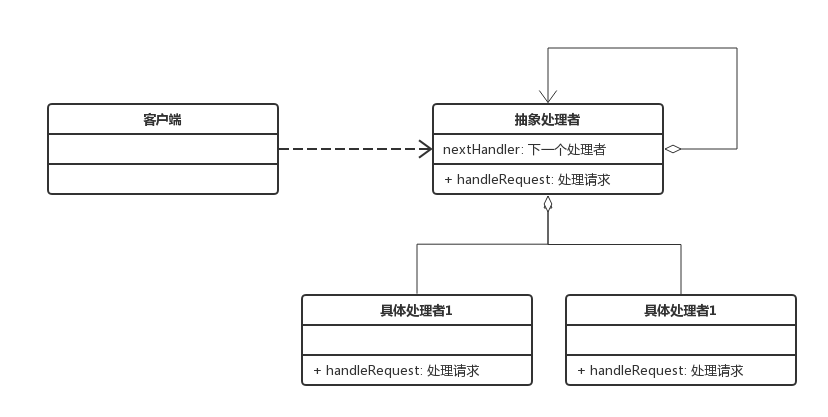 客户端
抽象处理者
nextHandler: 下一个处理者
+ handleRequest: 处理请求
具体处理者1
具体处理者1
+ handleRequest: 处理请求
+ handleRequest: 处理请求